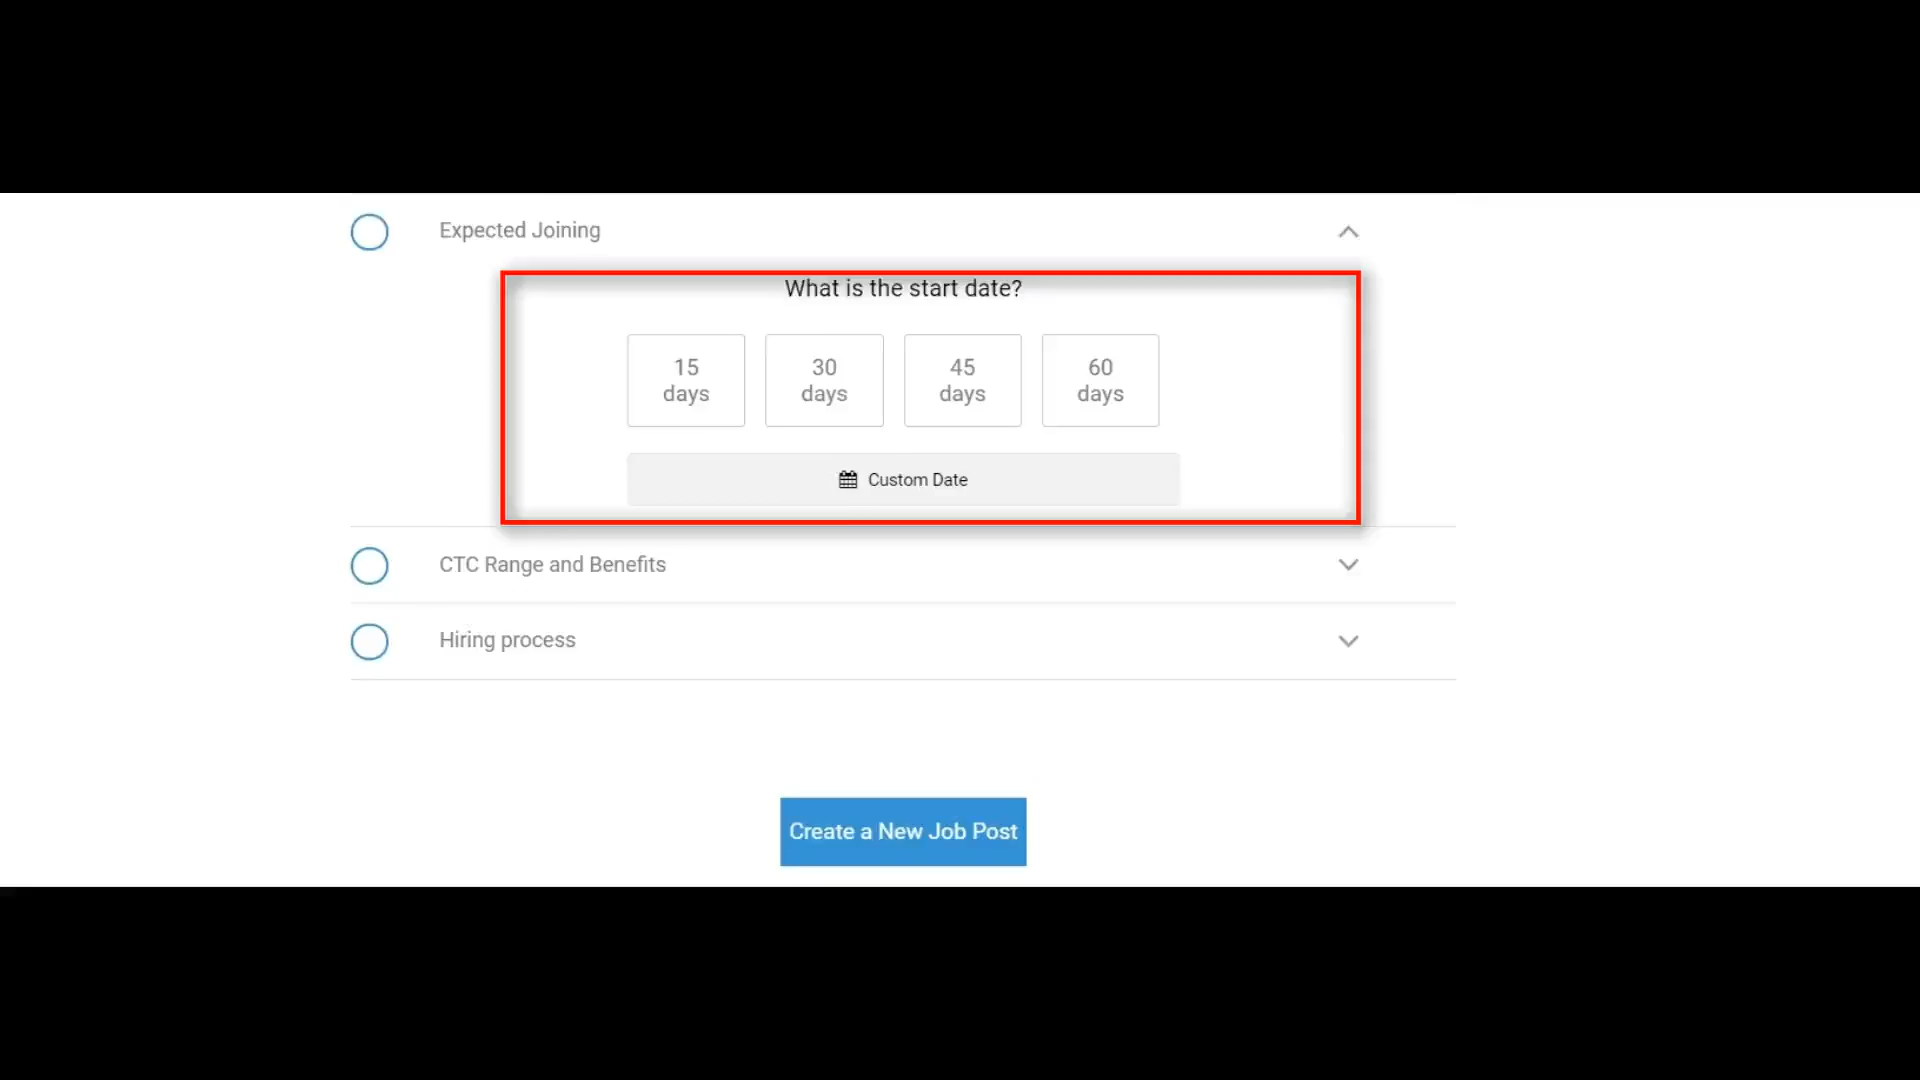 Expected Joining
What is the start date?
15
days
30
days
45
days
60
days
Custom Date
CTC Range and Benefits
Hiring process
Create a New Job Post